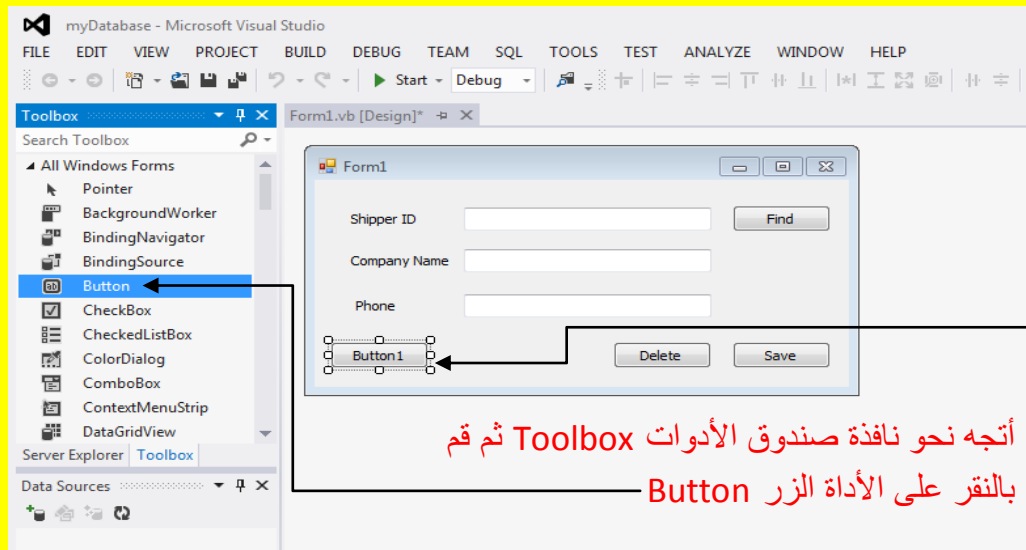 myDatabase - Microsoft Visual Studio
FILE EDIT VIEW PROJECT BUILD DEBUG TEAM SQL TOOLS TEST ANALYZE WINDOW HELP
Start Debug
Toolbox
Form1.vb [Design]*
Search Toolbox
All Windows Forms
Pointer
BackgroundWorker
BindingNavigator
BindingSource
Button
CheckBox
CheckedListBox
ColorDialog
ComboBox
ContextMenuStrip
DataGridView
Server Explorer Toolbox
Data Sources
Form1
Shipper ID Find
Company Name
Phone
Button1 Delete Save
أتجه نحو نافذة صندوق الأدوات Toolbox ثم قم
بالنقر على الأداة الزر Button